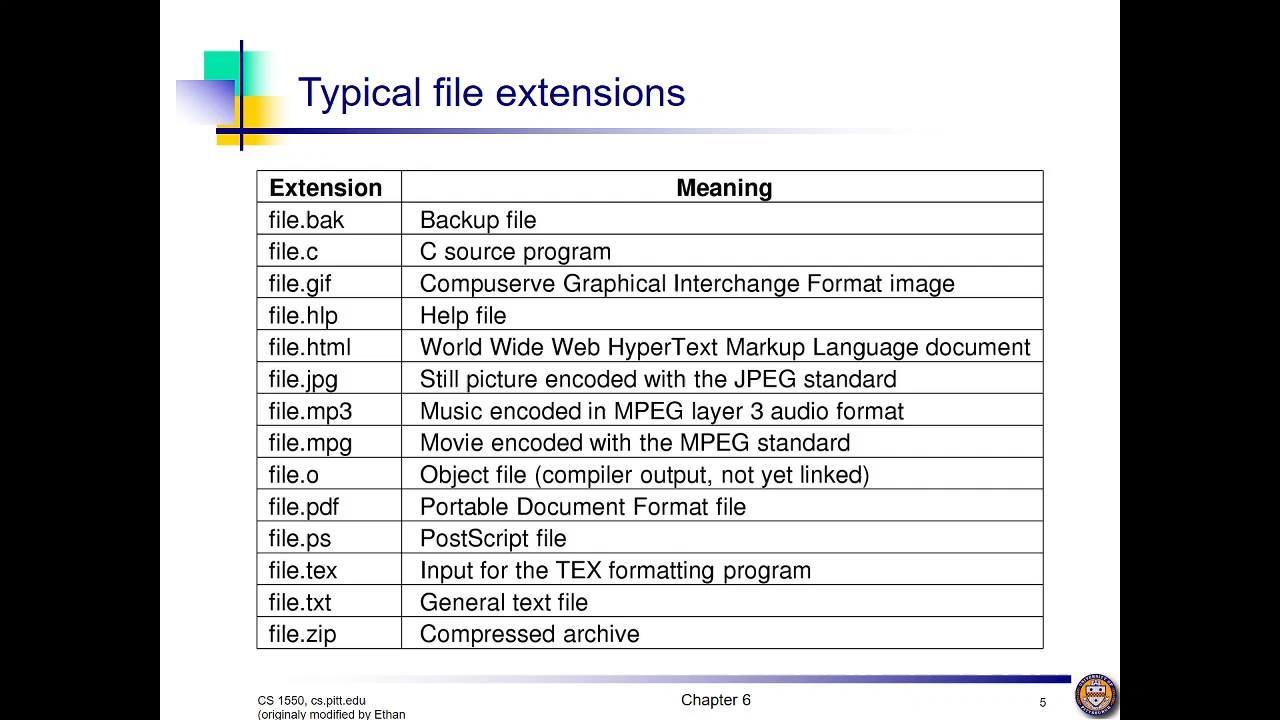 Typical file extensions
Extension Meaning
file.bak Backup file
file.c C source program
file.gif Compuserve Graphical Interchange Format image
file.hlp Help file
file.html World Wide Web HyperText Markup Language document
file.jpg Still picture encoded with the JPEG standard
file.mp3 Music encoded in MPEG layer 3 audio format
file.mpg Movie encoded with the MPEG standard
file.o Object file (compiler output, not yet linked)
file.pdf Portable Document Format file
file.ps PostScript file
file.tex Input for the TEX formatting program
file.txt General text file
file.zip Compressed archive
CS 1550, cs.pitt.edu
(originaly modified by Ethan
Chapter 6
5